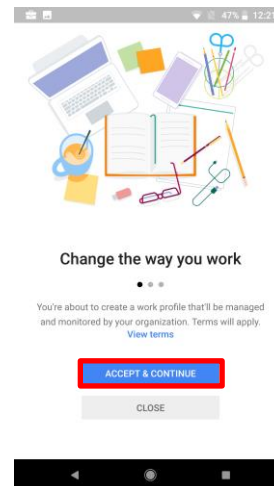 47% 12:21
Change the way you work
You're about to create a work profile that'll be managed
and monitored by your organization. Terms will apply.
View terms
ACCEPT & CONTINUE
CLOSE